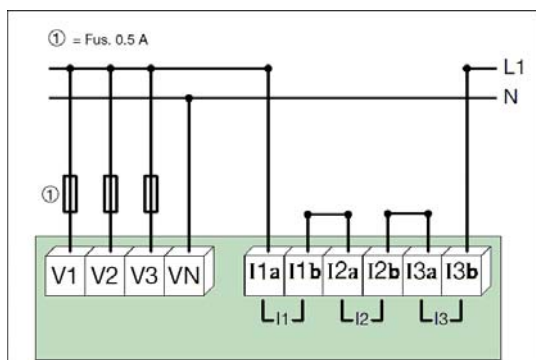 ① = Fus. 0.5 A
L1
N
①
V1 V2 V3 VN I1a I1b I2a I2b I3a I3b
I1 I2 I3